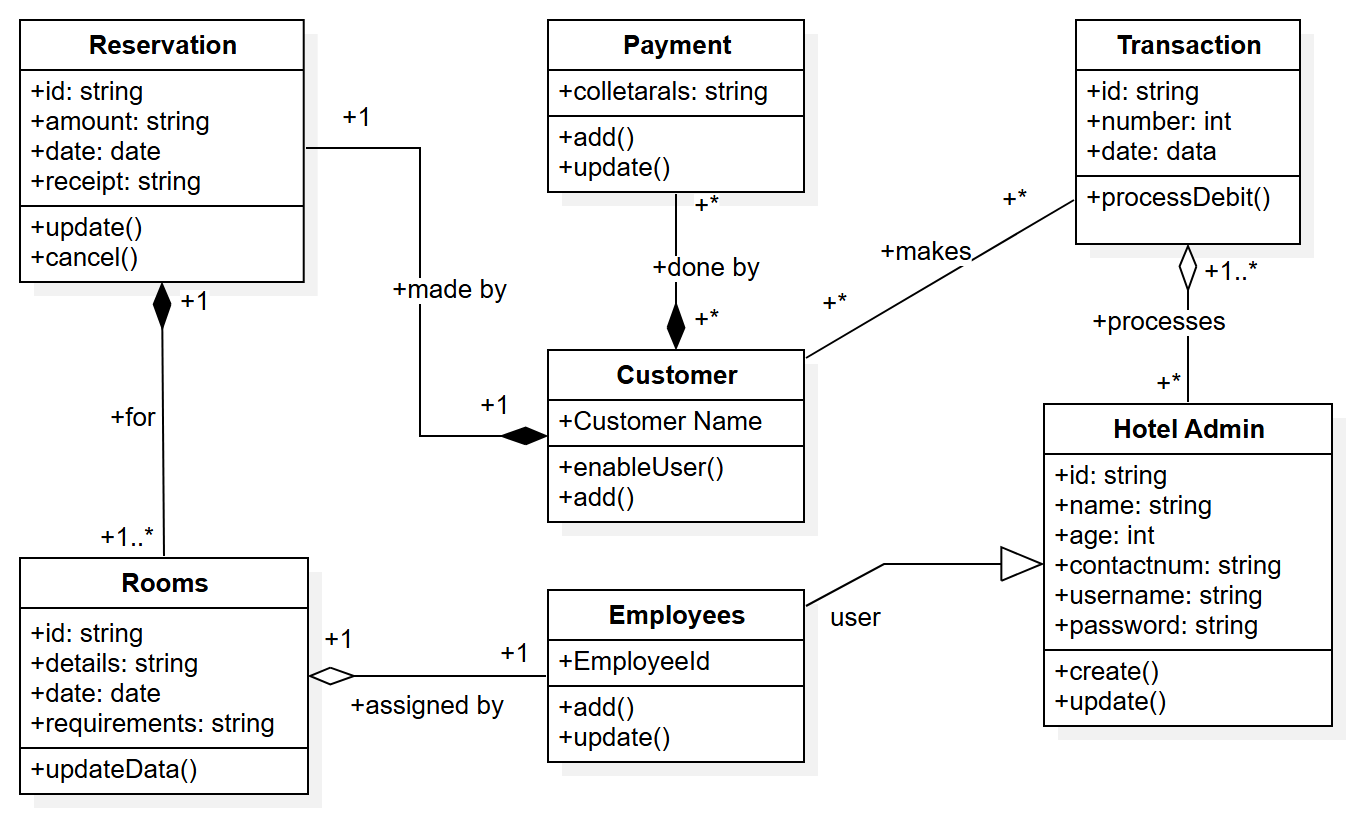 Reservation
+id: string
+amount: string
+date: date
+receipt: string
+update()
+cancel()
+1
+made by
+1
Payment
+colletarals: string
+add()
+update()
+*
+done by
+*
Transaction
+id: string
+number: int
+date: data
+processDebit()
+*
+makes
+*
+1..*
+processes
+*
+1
+for
+1..*
Customer
+Customer Name
+enableUser()
+add()
Hotel Admin
+id: string
+name: string
+age: int
+contactnum: string
+username: string
+password: string
+create()
+update()
Rooms
+id: string
+details: string
+date: date
+requirements: string
+updateData()
+1
+1
+assigned by
Employees
+EmployeeId
+add()
+update()
user